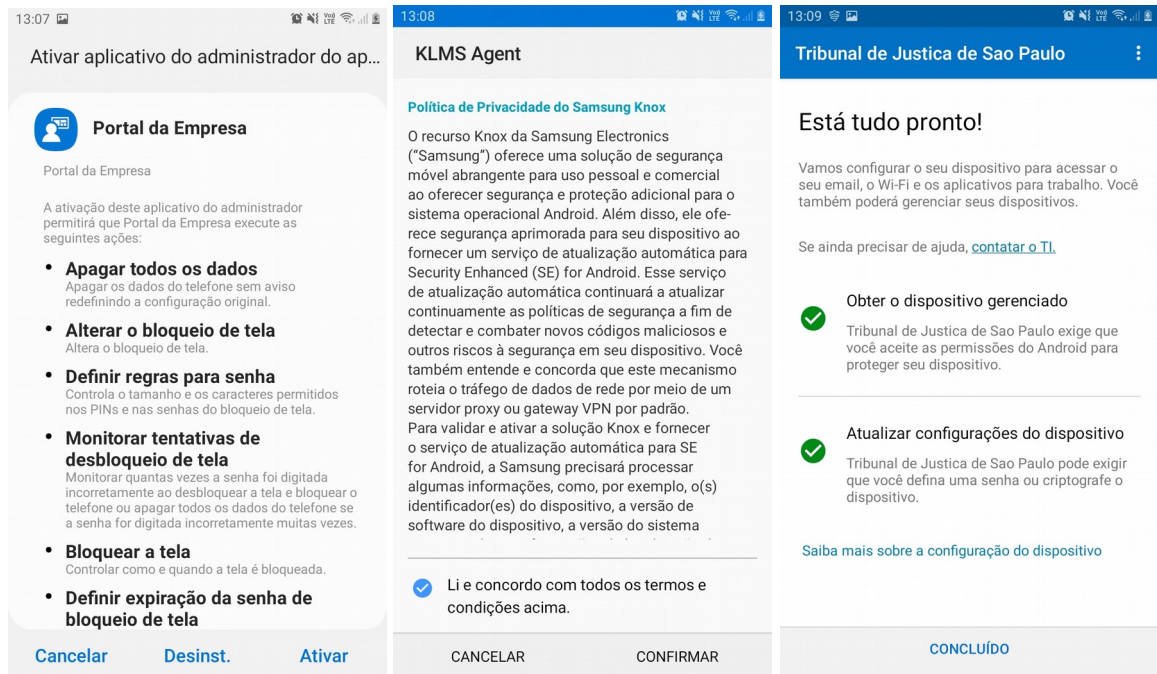 13:07
Ativar aplicativo do administrador do ap...
Portal da Empresa
Portal da Empresa
A ativação deste aplicativo do administrador
permitirá que Portal da Empresa execute as
seguintes ações:
• Apagar todos os dados
Apagar os dados do telefone sem aviso
redefinindo a configuração original.
• Alterar o bloqueio de tela
Altera o bloqueio de tela.
• Definir regras para senha
Controla o tamanho e os caracteres permitidos
nos PINs e nas senhas do bloqueio de tela.
• Monitorar tentativas de
desbloqueio de tela
Monitorar quantas vezes a senha foi digitada
incorretamente ao desbloquear a tela e bloquear o
telefone ou apagar todos os dados do telefone se
a senha for digitada incorretamente muitas vezes.
• Bloquear a tela
Controlar como e quando a tela é bloqueada.
• Definir expiração da senha de
bloqueio de tela
Cancelar Desinst. Ativar
13:08
KLMS Agent
Política de Privacidade do Samsung Knox
O recurso Knox da Samsung Electronics
(“Samsung”) oferece uma solução de segurança
móvel abrangente para uso pessoal e comercial
ao oferecer segurança e proteção adicional para o
sistema operacional Android. Além disso, ele ofe-
rece segurança aprimorada para seu dispositivo ao
fornecer um serviço de atualização automática para
Security Enhanced (SE) for Android. Esse serviço
de atualização automática continuará a atualizar
continuamente as políticas de segurança a fim de
detectar e combater novos códigos maliciosos e
outros riscos à segurança em seu dispositivo. Você
também entende e concorda que este mecanismo
roteia o tráfego de dados de rede por meio de um
servidor proxy ou gateway VPN por padrão.
Para validar e ativar a solução Knox e fornecer
o serviço de atualização automática para SE
for Android, a Samsung precisará processar
algumas informações, como, por exemplo, o(s)
identificador(es) do dispositivo, a versão de
software do dispositivo, a versão do sistema
Li e concordo com todos os termos e
condições acima.
CANCELAR CONFIRMAR
13:09
Tribunal de Justica de Sao Paulo
Está tudo pronto!
Vamos configurar o seu dispositivo para acessar o
seu email, o Wi-Fi e os aplicativos para trabalho. Você
também poderá gerenciar seus dispositivos.
Se ainda precisar de ajuda, contatar o TI.
Obter o dispositivo gerenciado
Tribunal de Justica de Sao Paulo exige que
você aceite as permissões do Android para
proteger seu dispositivo.
Atualizar configurações do dispositivo
Tribunal de Justica de Sao Paulo pode exigir
que você defina uma senha ou criptografe o
dispositivo.
Saiba mais sobre a configuração do dispositivo
CONCLUÍDO